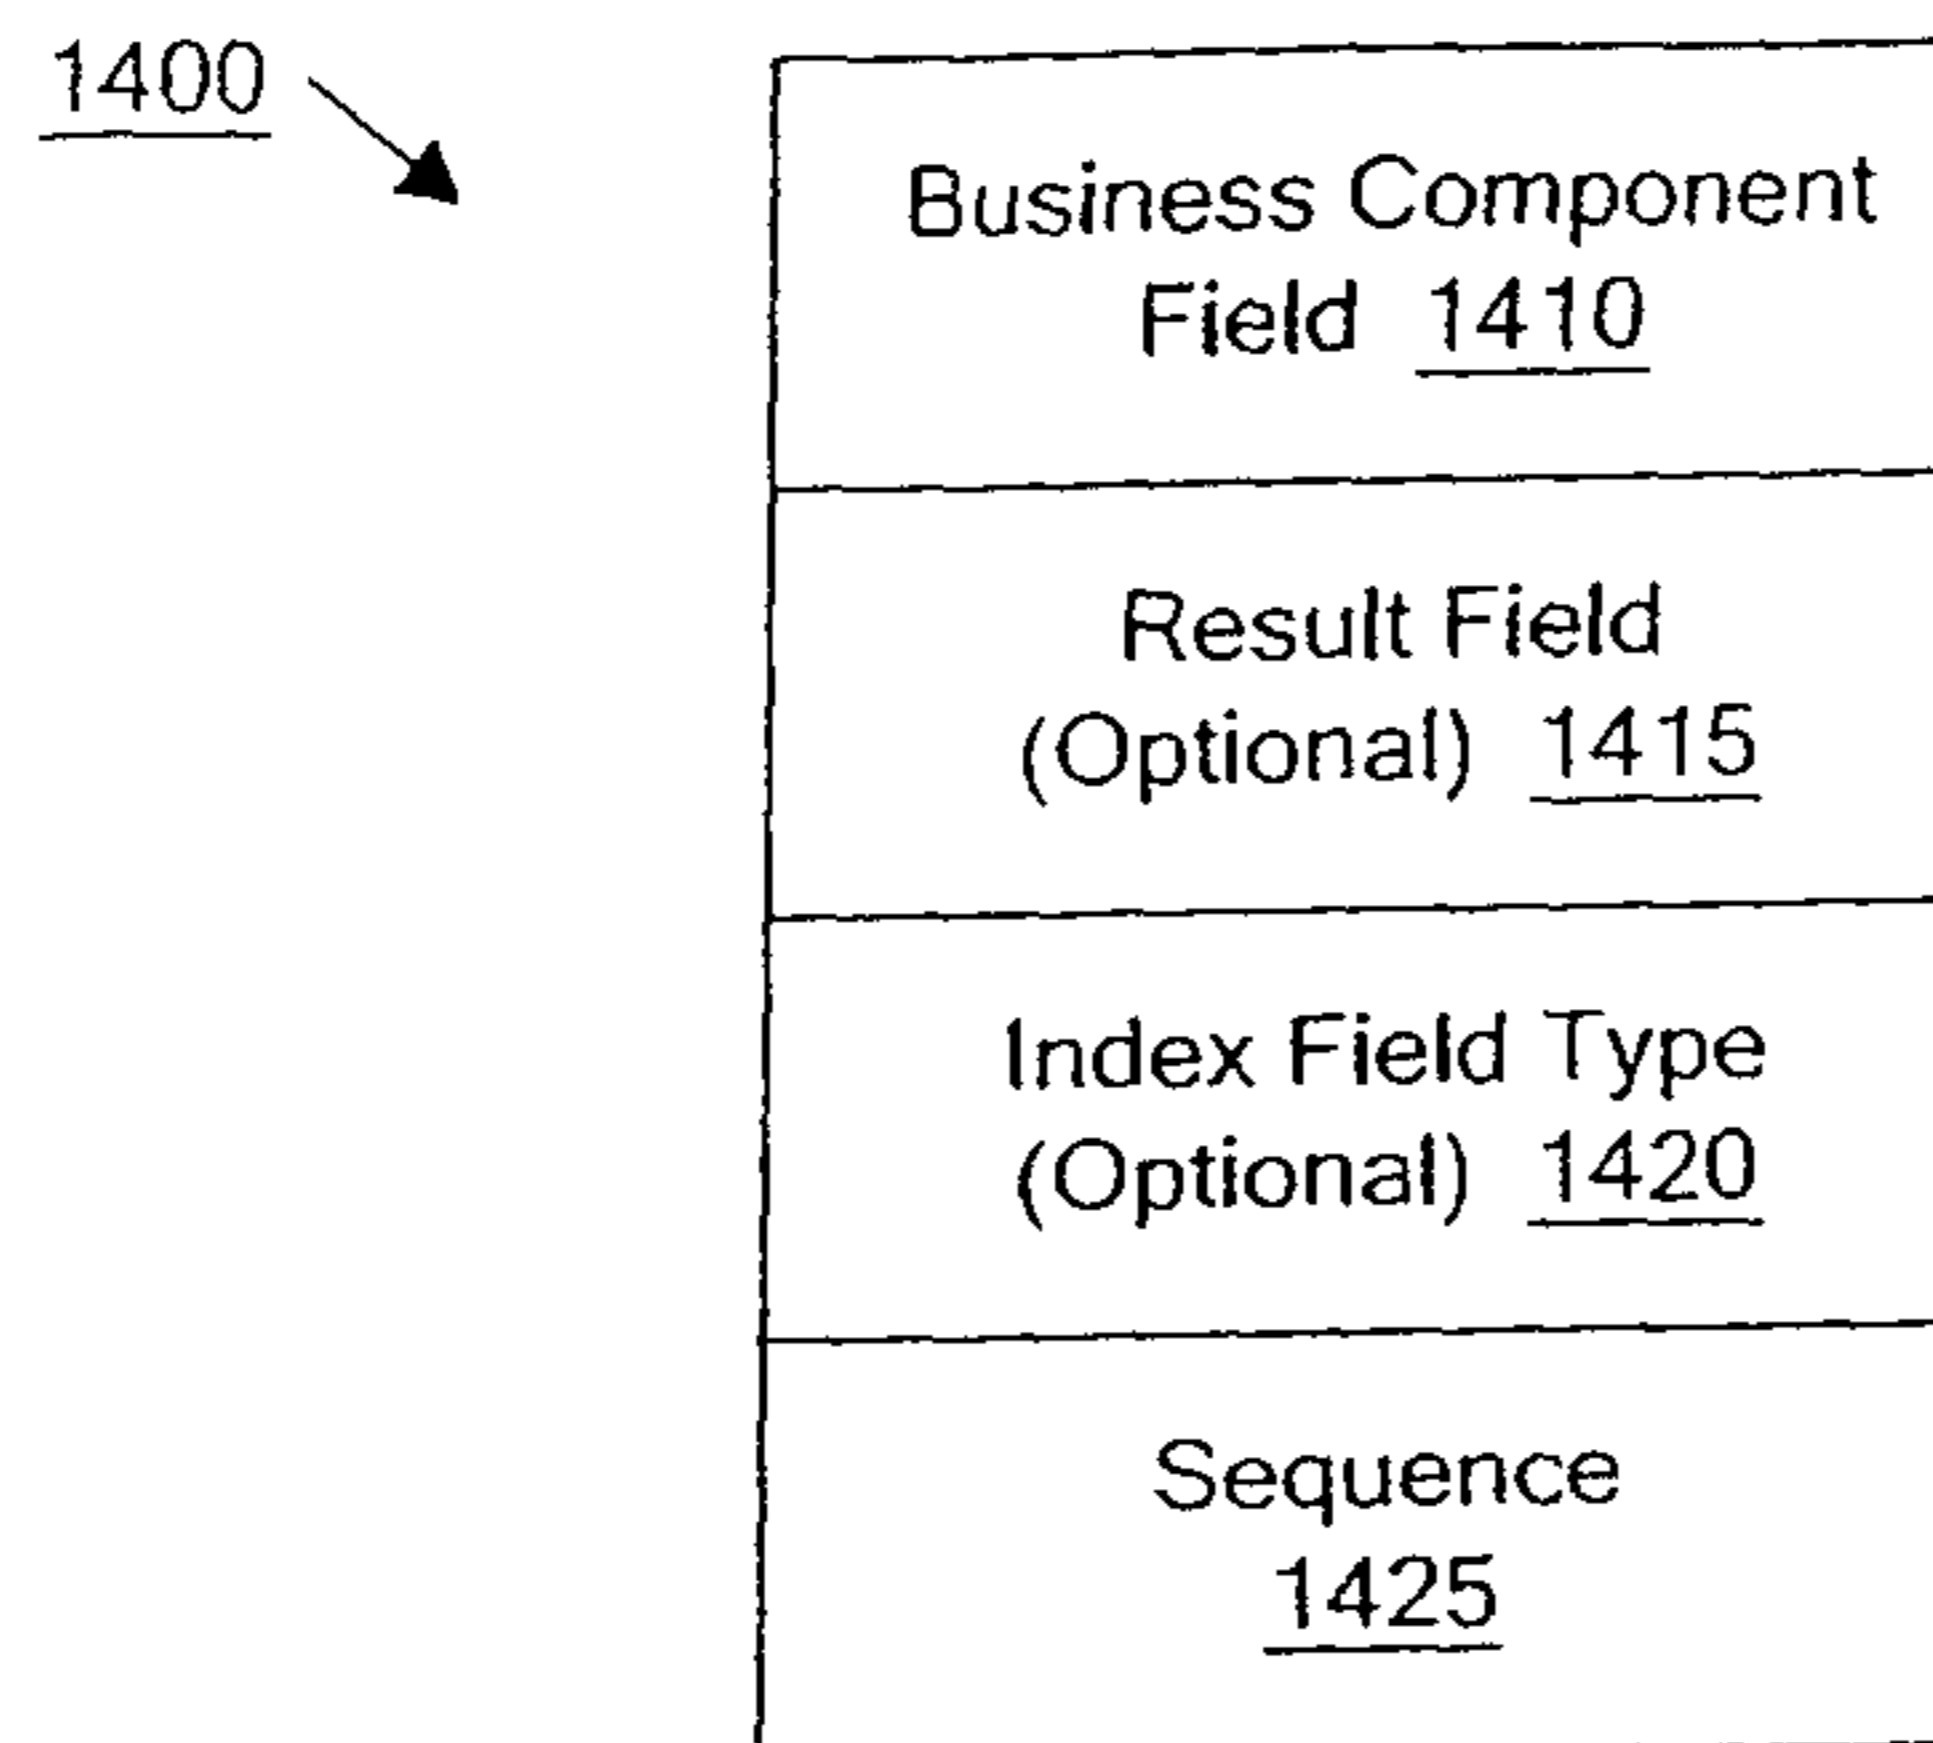 1400
Business Component
Field 1410
Result Field
(Optional) 1415
Index Field Type
(Optional) 1420
Sequence
1425